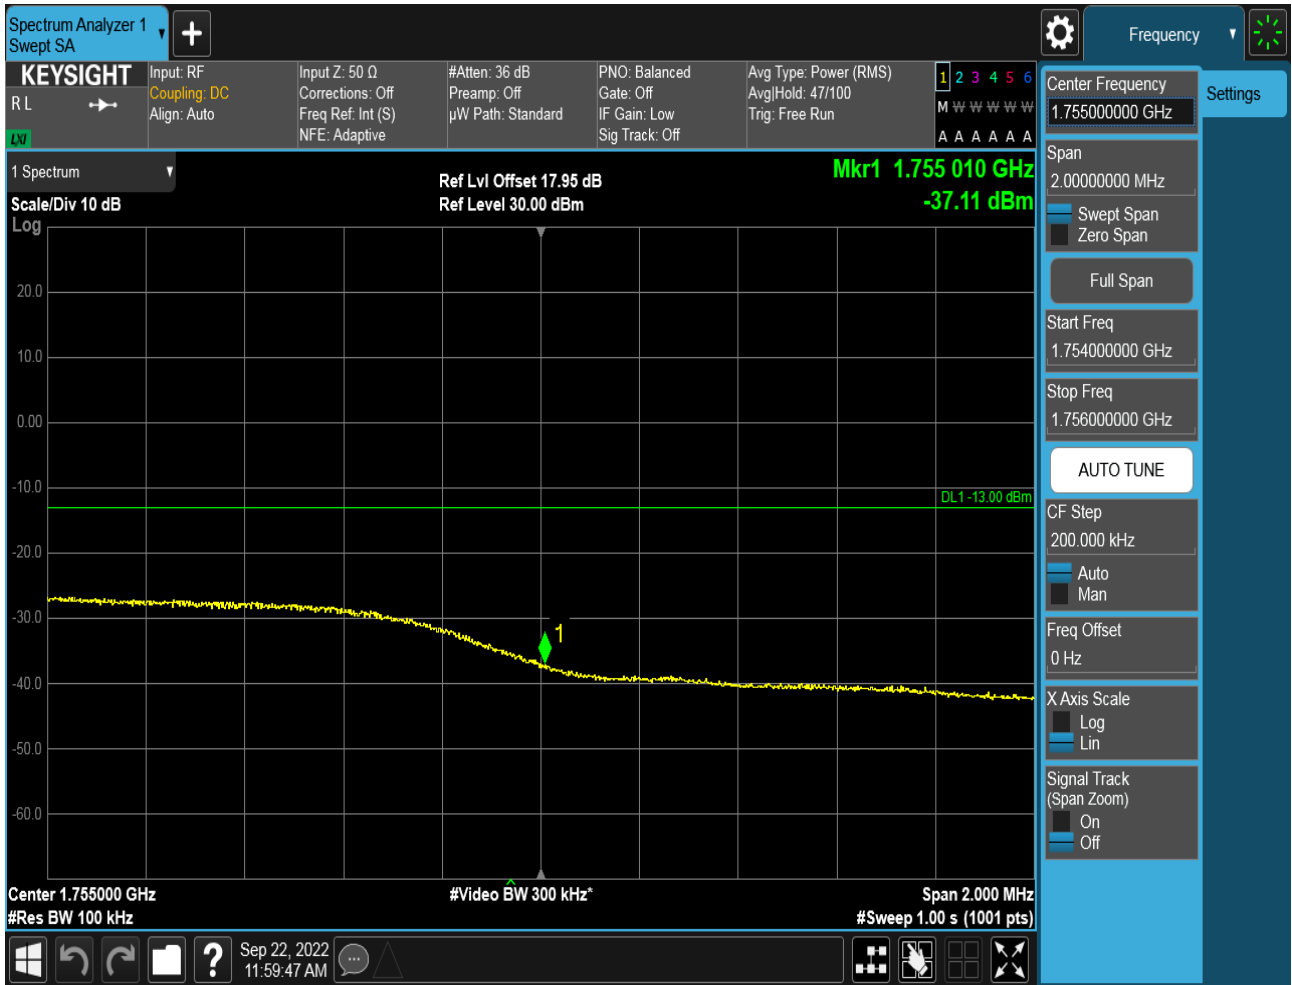 Spectrum Analyzer 1
Swept SA
Frequency
KEYSIGHT
R L
LXI
Input: RF
Coupling: DC
Align: Auto
Input Z: 50 Ω
Corrections: Off
Freq Ref: Int (S)
NFE: Adaptive
#Atten: 36 dB
Preamp: Off
µW Path: Standard
PNO: Balanced
Gate: Off
IF Gain: Low
Sig Track: Off
Avg Type: Power (RMS)
Avg|Hold: 47/100
Trig: Free Run
1 2 3 4 5 6
M W W W W W
A A A A A A
1 Spectrum
Scale/Div 10 dB
Log
Ref Lvl Offset 17.95 dB
Ref Level 30.00 dBm
Mkr1 1.755 010 GHz
-37.11 dBm
20.0
10.0
0.00
-10.0
DL1 -13.00 dBm
-20.0
-30.0
1
-40.0
-50.0
-60.0
Center 1.755000 GHz
#Video BW 300 kHz*
Span 2.000 MHz
#Res BW 100 kHz
#Sweep 1.00 s (1001 pts)
Sep 22, 2022
11:59:47 AM
Center Frequency
1.755000000 GHz
Settings
Span
2.00000000 MHz
Swept Span
Zero Span
Full Span
Start Freq
1.754000000 GHz
Stop Freq
1.756000000 GHz
AUTO TUNE
CF Step
200.000 kHz
Auto
Man
Freq Offset
0 Hz
X Axis Scale
Log
Lin
Signal Track
(Span Zoom)
On
Off